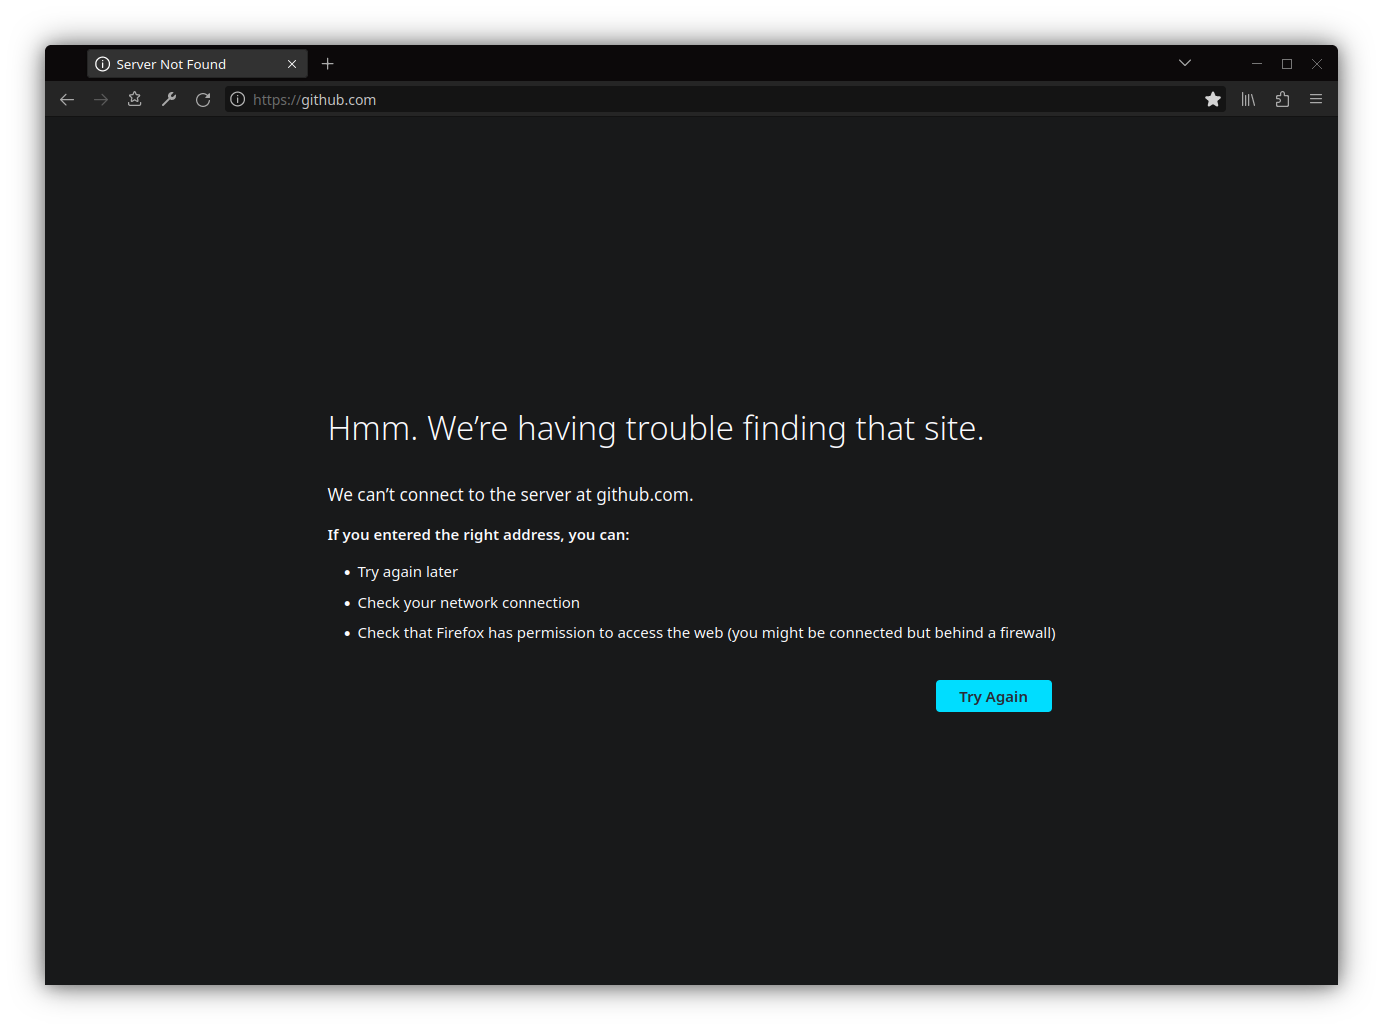 Server Not Found
https://github.com
Hmm. We’re having trouble finding that site.
We can’t connect to the server at github.com.
If you entered the right address, you can:
• Try again later
• Check your network connection
• Check that Firefox has permission to access the web (you might be connected but behind a firewall)
Try Again